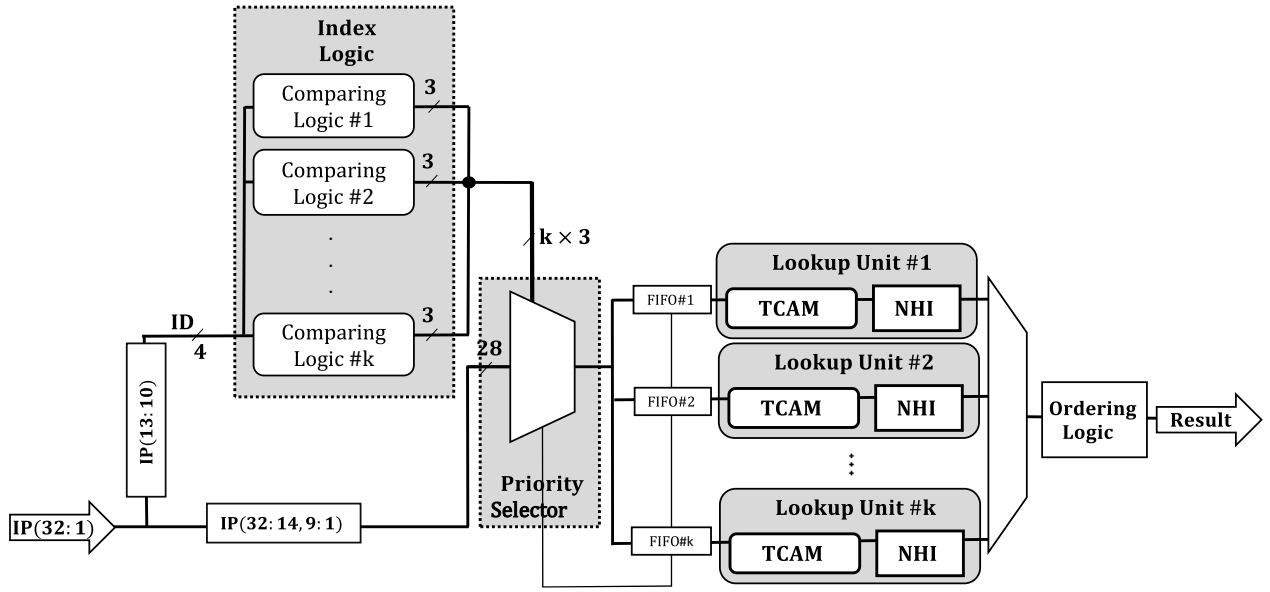 Index
Logic
Comparing
Logic #1
3
Comparing
Logic #2
3
.
.
.
Comparing
Logic #k
3
k × 3
ID
4
IP(13: 10)
IP(32: 1)
IP(32: 14, 9: 1)
28
Priority
Selector
FIFO#1
FIFO#2
FIFO#k
Lookup Unit #1
TCAM
NHI
Lookup Unit #2
TCAM
NHI
...
Lookup Unit #k
TCAM
NHI
Ordering
Logic
Result